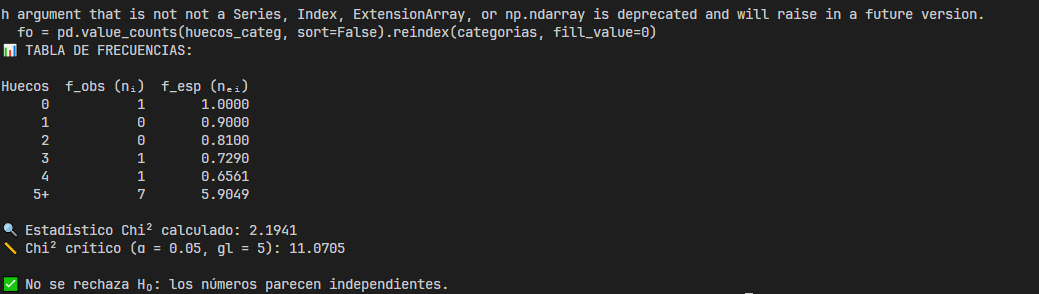 h argument that is not not a Series, Index, ExtensionArray, or np.ndarray is deprecated and will raise in a future version.
  fo = pd.value_counts(huecos_categ, sort=False).reindex(categorias, fill_value=0)
📊 TABLA DE FRECUENCIAS:

Huecos  f_obs (nᵢ)  f_esp (nₑᵢ)
     0           1       1.0000
     1           0       0.9000
     2           0       0.8100
     3           1       0.7290
     4           1       0.6561
    5+           7       5.9049

🔍 Estadístico Chi² calculado: 2.1941
📏 Chi² crítico (α = 0.05, gl = 5): 11.0705

✅ No se rechaza H₀: los números parecen independientes.